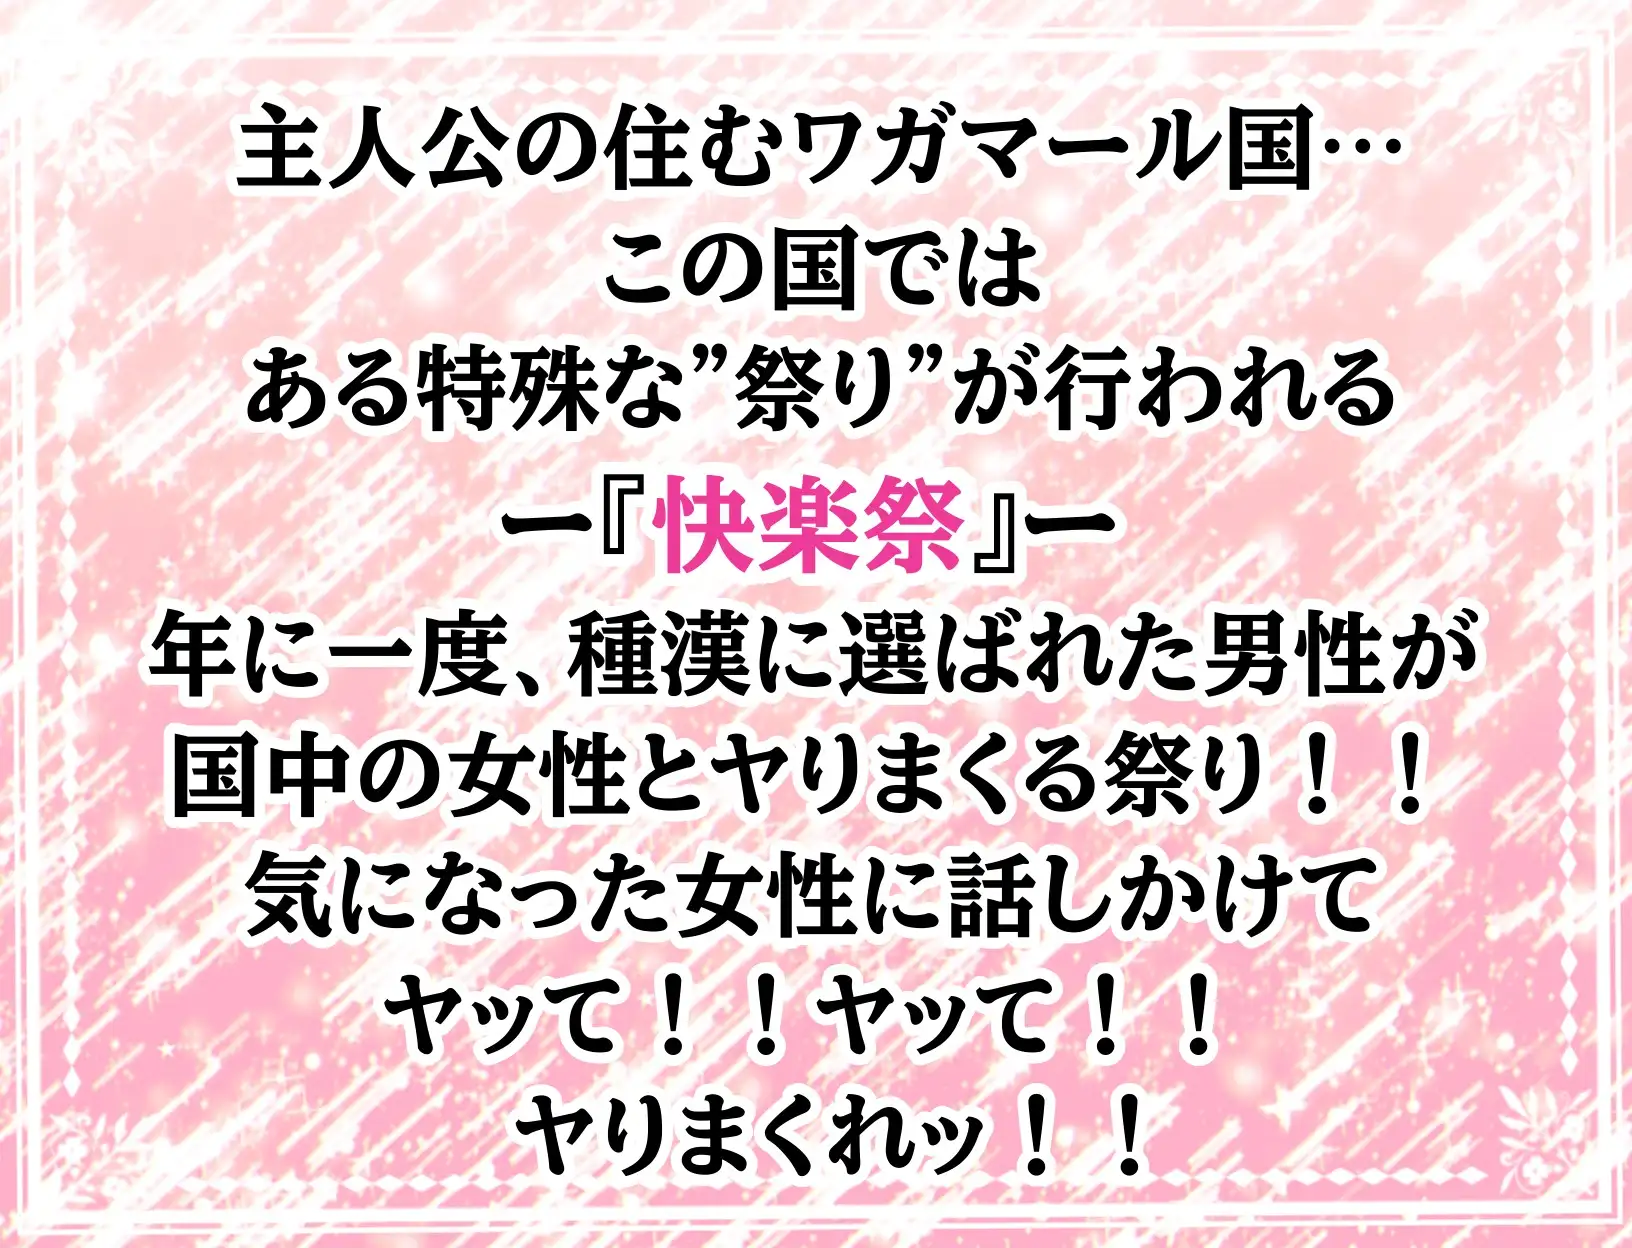 主人公の住むワガマール国…
この国では
ある特殊な”祭り”が行われる
ー『快楽祭』ー
年に一度、種漢に選ばれた男性が
国中の女性とヤりまくる祭り！！
気になった女性に話しかけて
ヤッて！！ヤッて！！
ヤりまくれッ！！